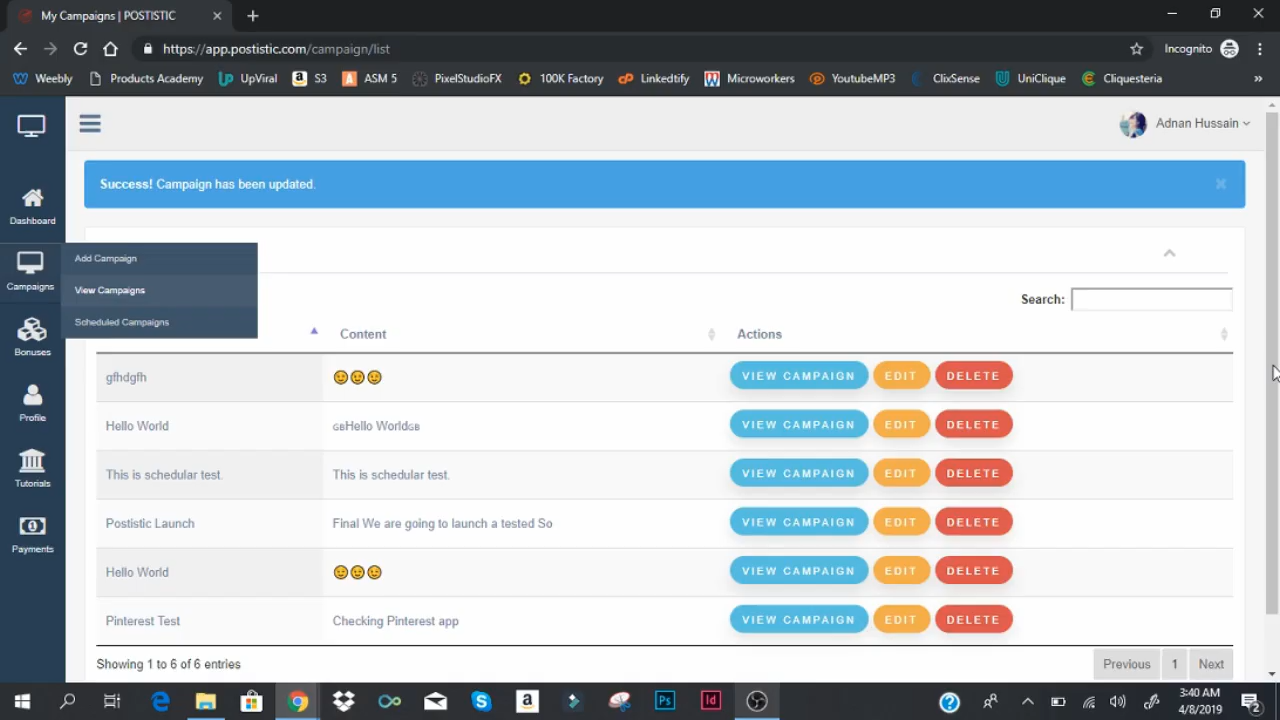 My Campaigns | POSTISTIC
https://app.postistic.com/campaign/list
Incognito
Weebly Products Academy UpViral S3 ASM 5 PixelStudioFX 100K Factory Linkedtify Microworkers YoutubeMP3 ClixSense UniClique Cliquesteria
Adnan Hussain
Success! Campaign has been updated.
Dashboard
Campaigns
Add Campaign
View Campaigns
Scheduled Campaigns
Bonuses
Profile
Tutorials
Payments
Search:
Content Actions
gfhdgfh 😉😉😉 VIEW CAMPAIGN EDIT DELETE
Hello World 🇬🇧Hello World🇬🇧 VIEW CAMPAIGN EDIT DELETE
This is schedular test. This is schedular test. VIEW CAMPAIGN EDIT DELETE
Postistic Launch Final We are going to launch a tested So VIEW CAMPAIGN EDIT DELETE
Hello World 😉😉😉 VIEW CAMPAIGN EDIT DELETE
Pinterest Test Checking Pinterest app VIEW CAMPAIGN EDIT DELETE
Showing 1 to 6 of 6 entries
Previous 1 Next
Ps Id
3:40 AM
4/8/2019
2